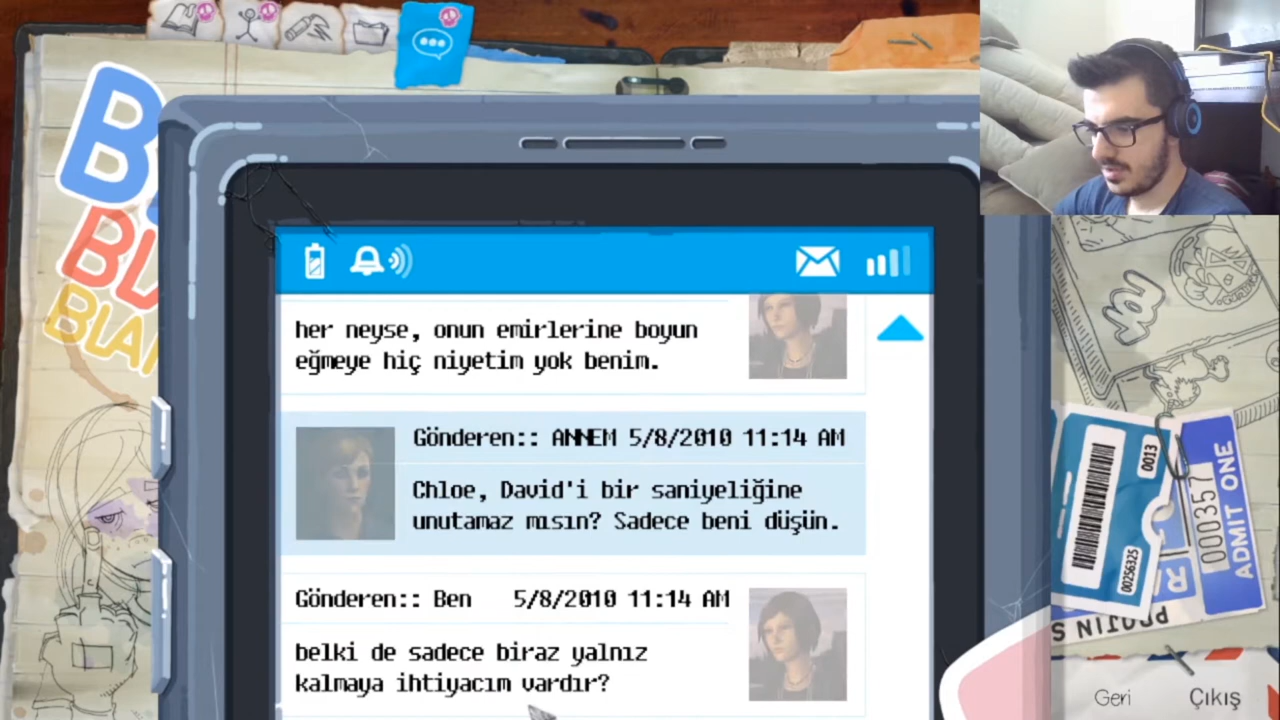 her neyse, onun emirlerine boyun
eğmeye hiç niyetim yok benim.
Gönderen:: ANNEM 5/8/2010 11:14 AM
Chloe, David'i bir saniyeliğine
unutamaz mısın? Sadece beni düşün.
Gönderen:: Ben 5/8/2010 11:14 AM
belki de sadece biraz yalnız
kalmaya ihtiyacım vardır?
0013
00256325
000357
ADMIT ONE
Geri Çıkış